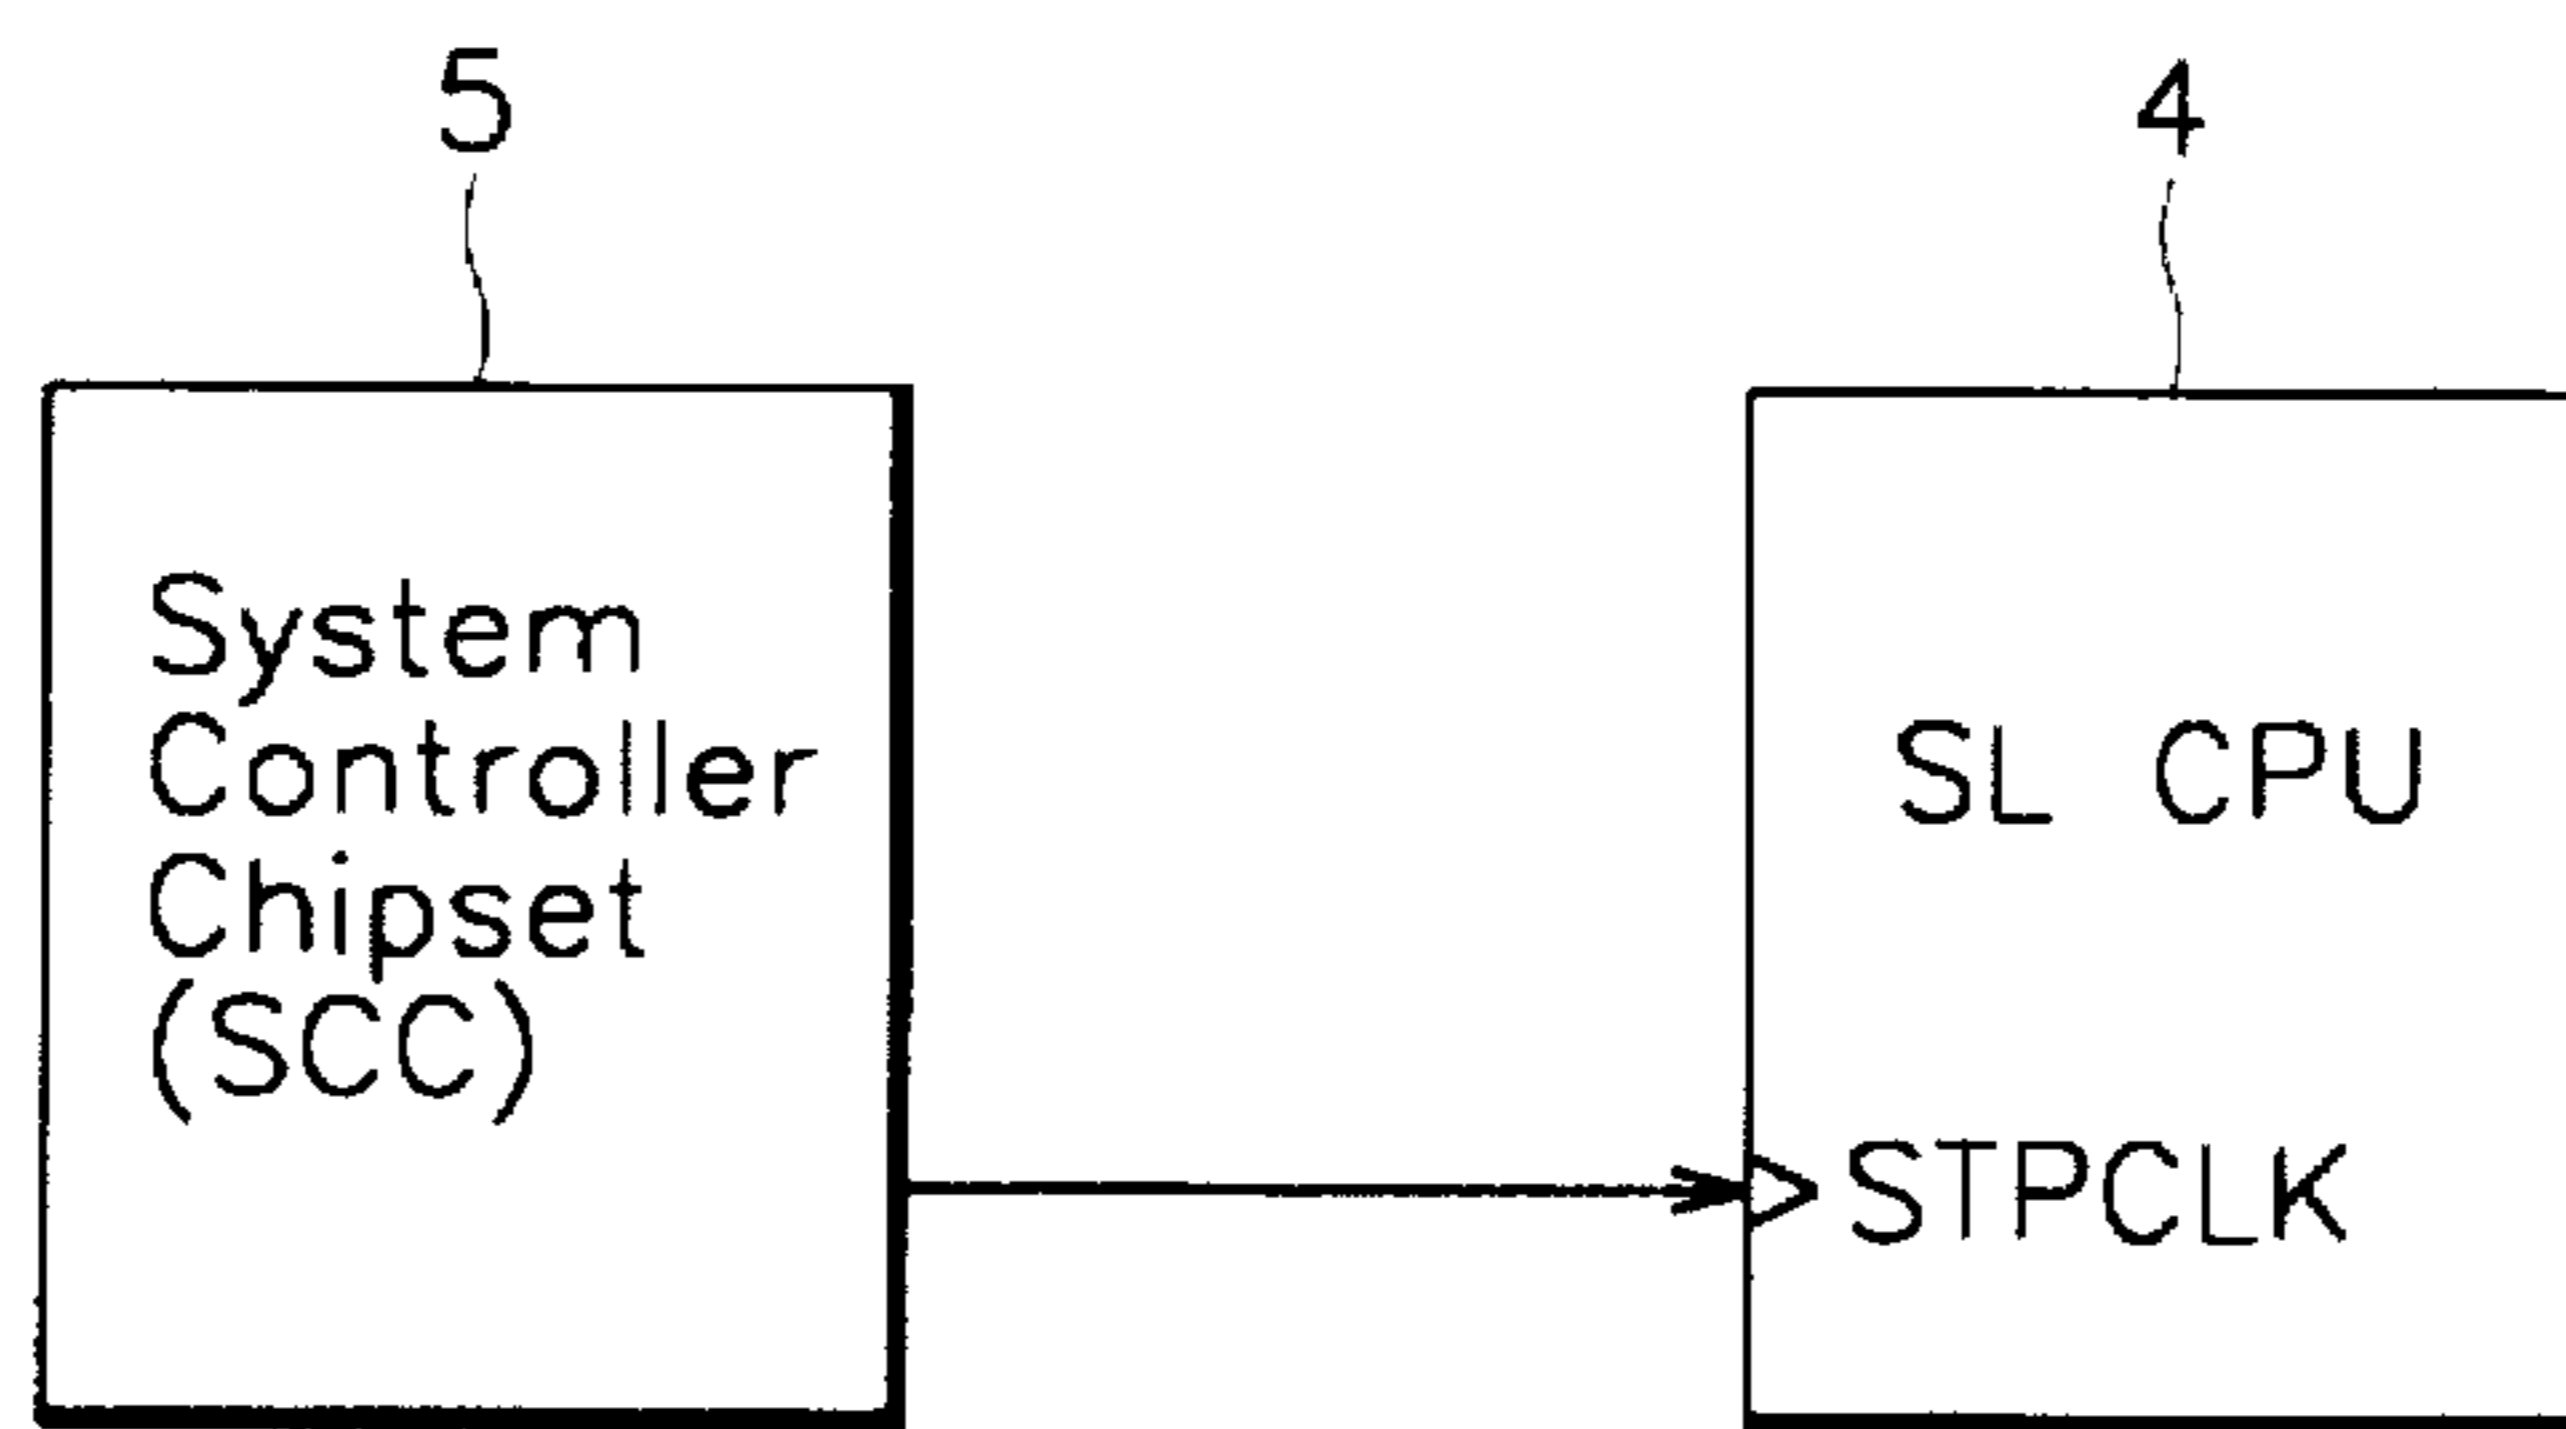 5
4
System
Controller
Chipset
(SCC)
SL CPU
STPCLK